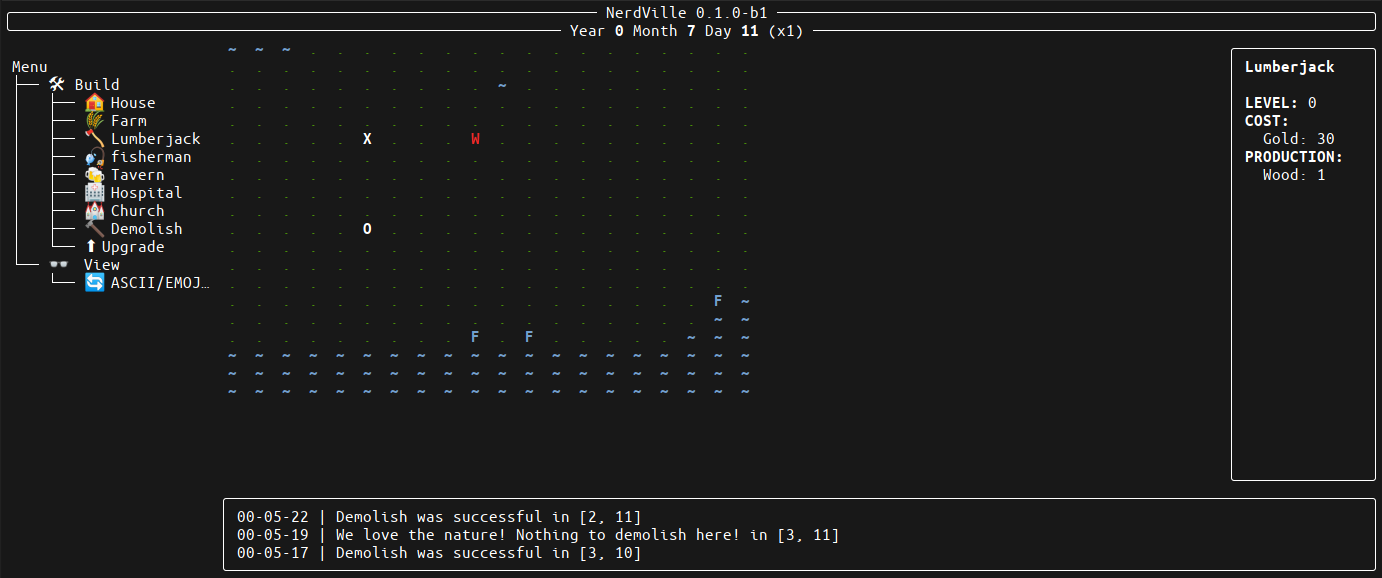 NerdVille 0.1.0-b1
Year 0 Month 7 Day 11 (x1)
Menu
Build
House
Farm
Lumberjack
fisherman
Tavern
Hospital
Church
Demolish
Upgrade
View
ASCII/EMOJ…
~ ~ ~ . . . . . . . . . . . . . . . . .
. . . . . . . . . . . . . . . . . . . .
. . . . . . . . . . ~ . . . . . . . . .
. . . . . . . . . . . . . . . . . . . .
. . . . . . . . . . . . . . . . . . . .
. . . . . X . . . W . . . . . . . . . .
. . . . . . . . . . . . . . . . . . . .
. . . . . . . . . . . . . . . . . . . .
. . . . . . . . . . . . . . . . . . . .
. . . . . . . . . . . . . . . . . . . .
. . . . . O . . . . . . . . . . . . . .
. . . . . . . . . . . . . . . . . . . .
. . . . . . . . . . . . . . . . . . . .
. . . . . . . . . . . . . . . . . . . .
. . . . . . . . . . . . . . . . . . F ~
. . . . . . . . . . . . . . . . . . ~ ~
. . . . . . . . . F . F . . . . . ~ ~ ~
~ ~ ~ ~ ~ ~ ~ ~ ~ ~ ~ ~ ~ ~ ~ ~ ~ ~ ~ ~
~ ~ ~ ~ ~ ~ ~ ~ ~ ~ ~ ~ ~ ~ ~ ~ ~ ~ ~ ~
~ ~ ~ ~ ~ ~ ~ ~ ~ ~ ~ ~ ~ ~ ~ ~ ~ ~ ~ ~
Lumberjack
LEVEL: 0
COST:
Gold: 30
PRODUCTION:
Wood: 1
00-05-22 | Demolish was successful in [2, 11]
00-05-19 | We love the nature! Nothing to demolish here! in [3, 11]
00-05-17 | Demolish was successful in [3, 10]